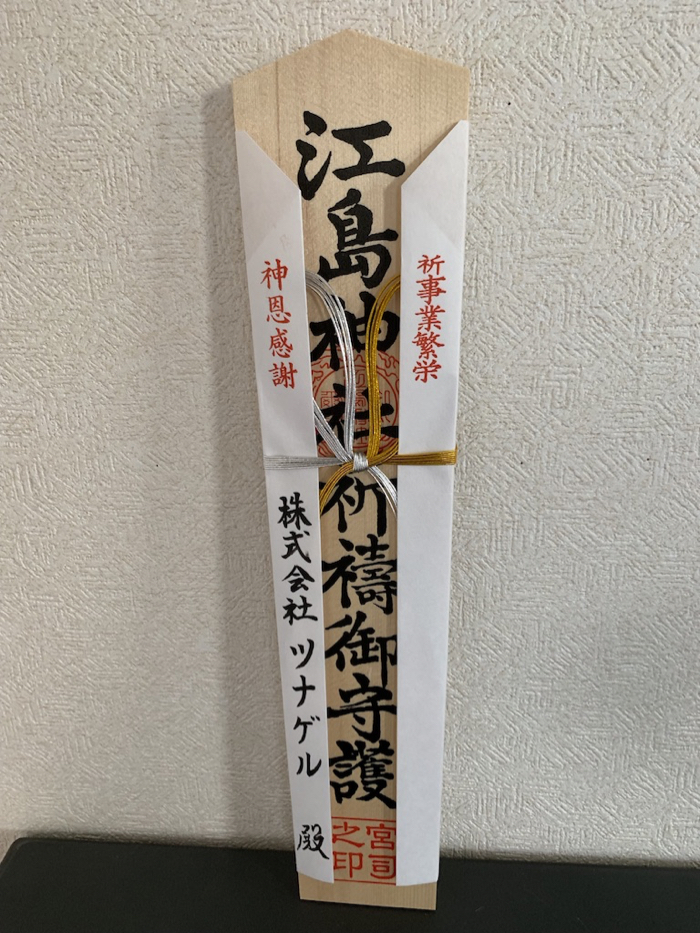 祈事業繁栄
江島神社祈禱御守護
宮司
之印
神恩感謝
株式会社ツナゲル 殿